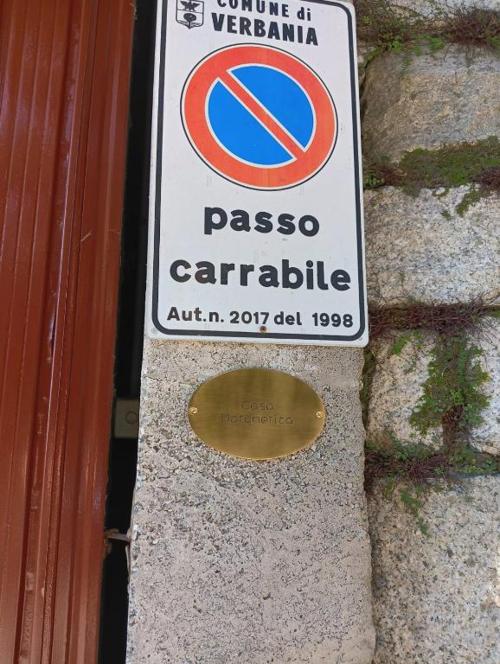 COMUNE di
VERBANIA
passo
carrabile
Aut.n. 2017 del 1998
Casa